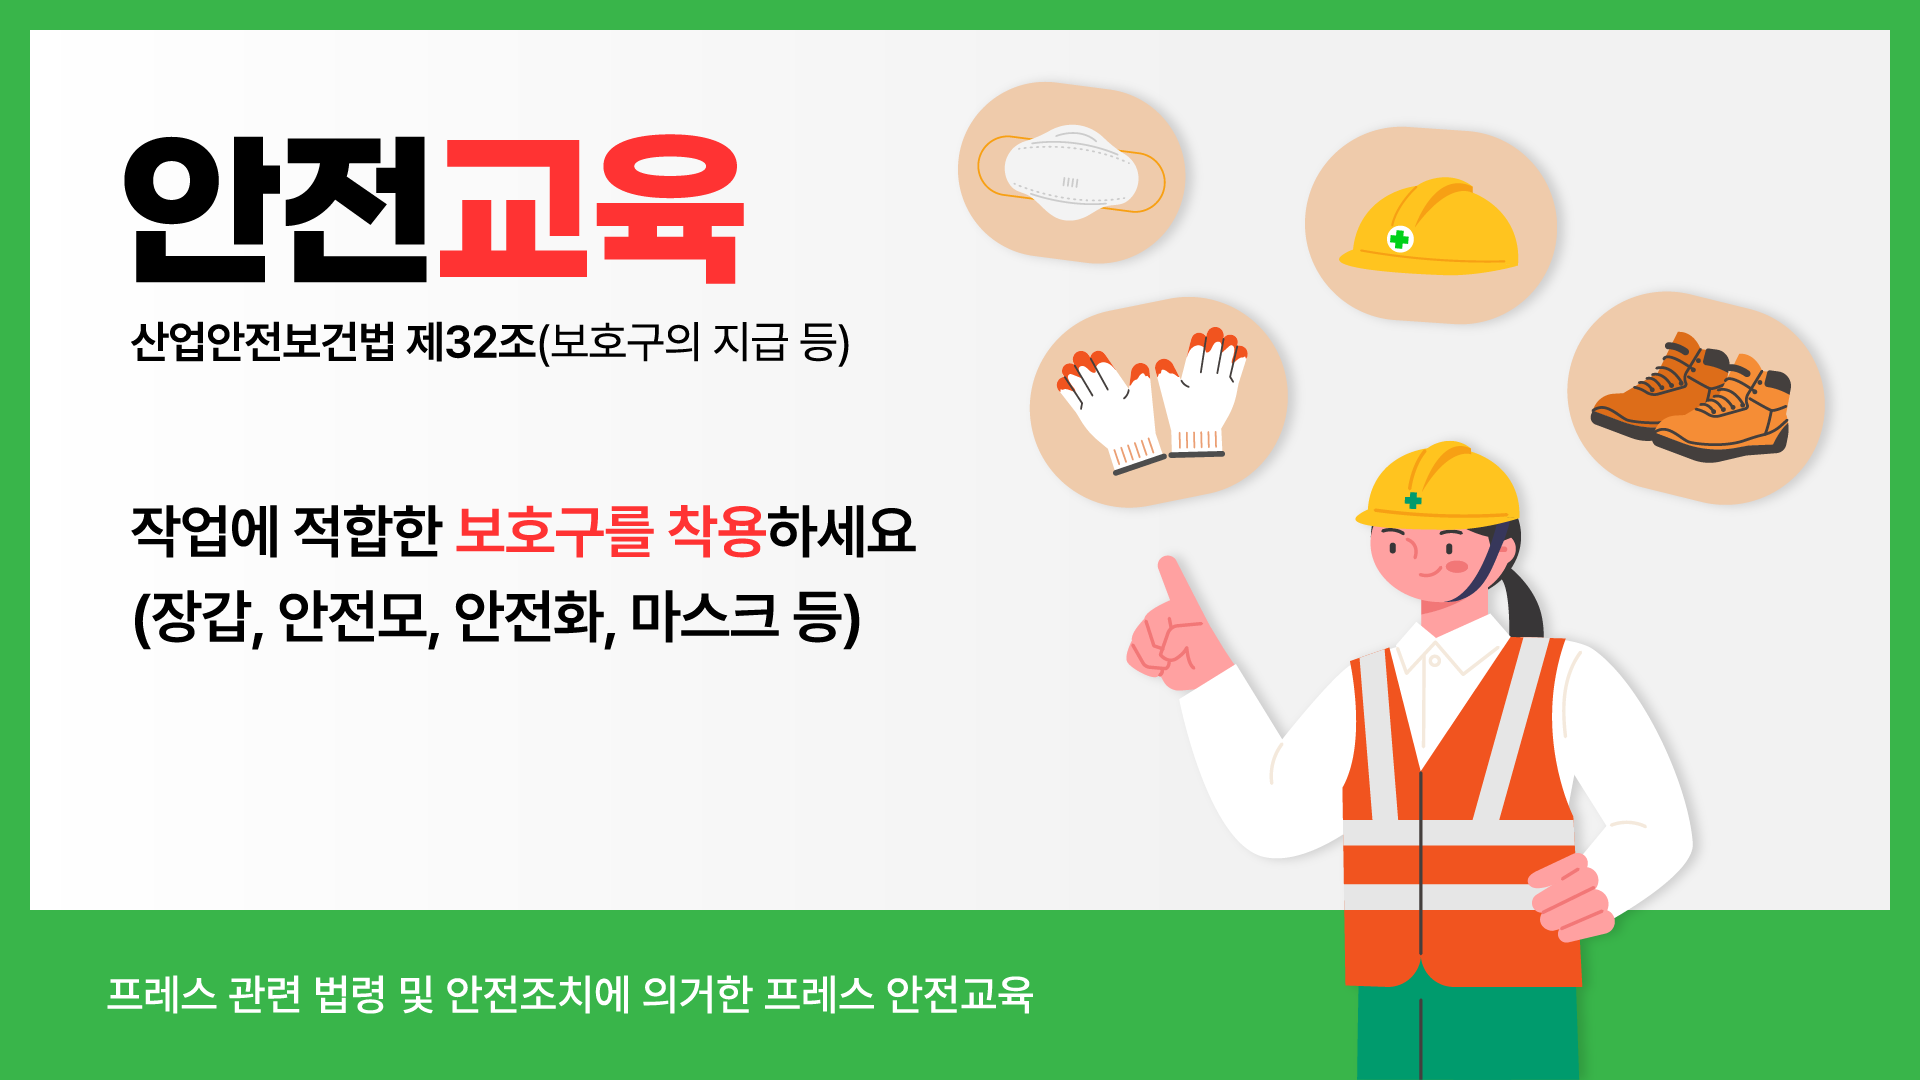 안전교육
산업안전보건법 제32조(보호구의 지급 등)
작업에 적합한 보호구를 착용하세요
(장갑, 안전모, 안전화, 마스크 등)
프레스 관련 법령 및 안전조치에 의거한 프레스 안전교육